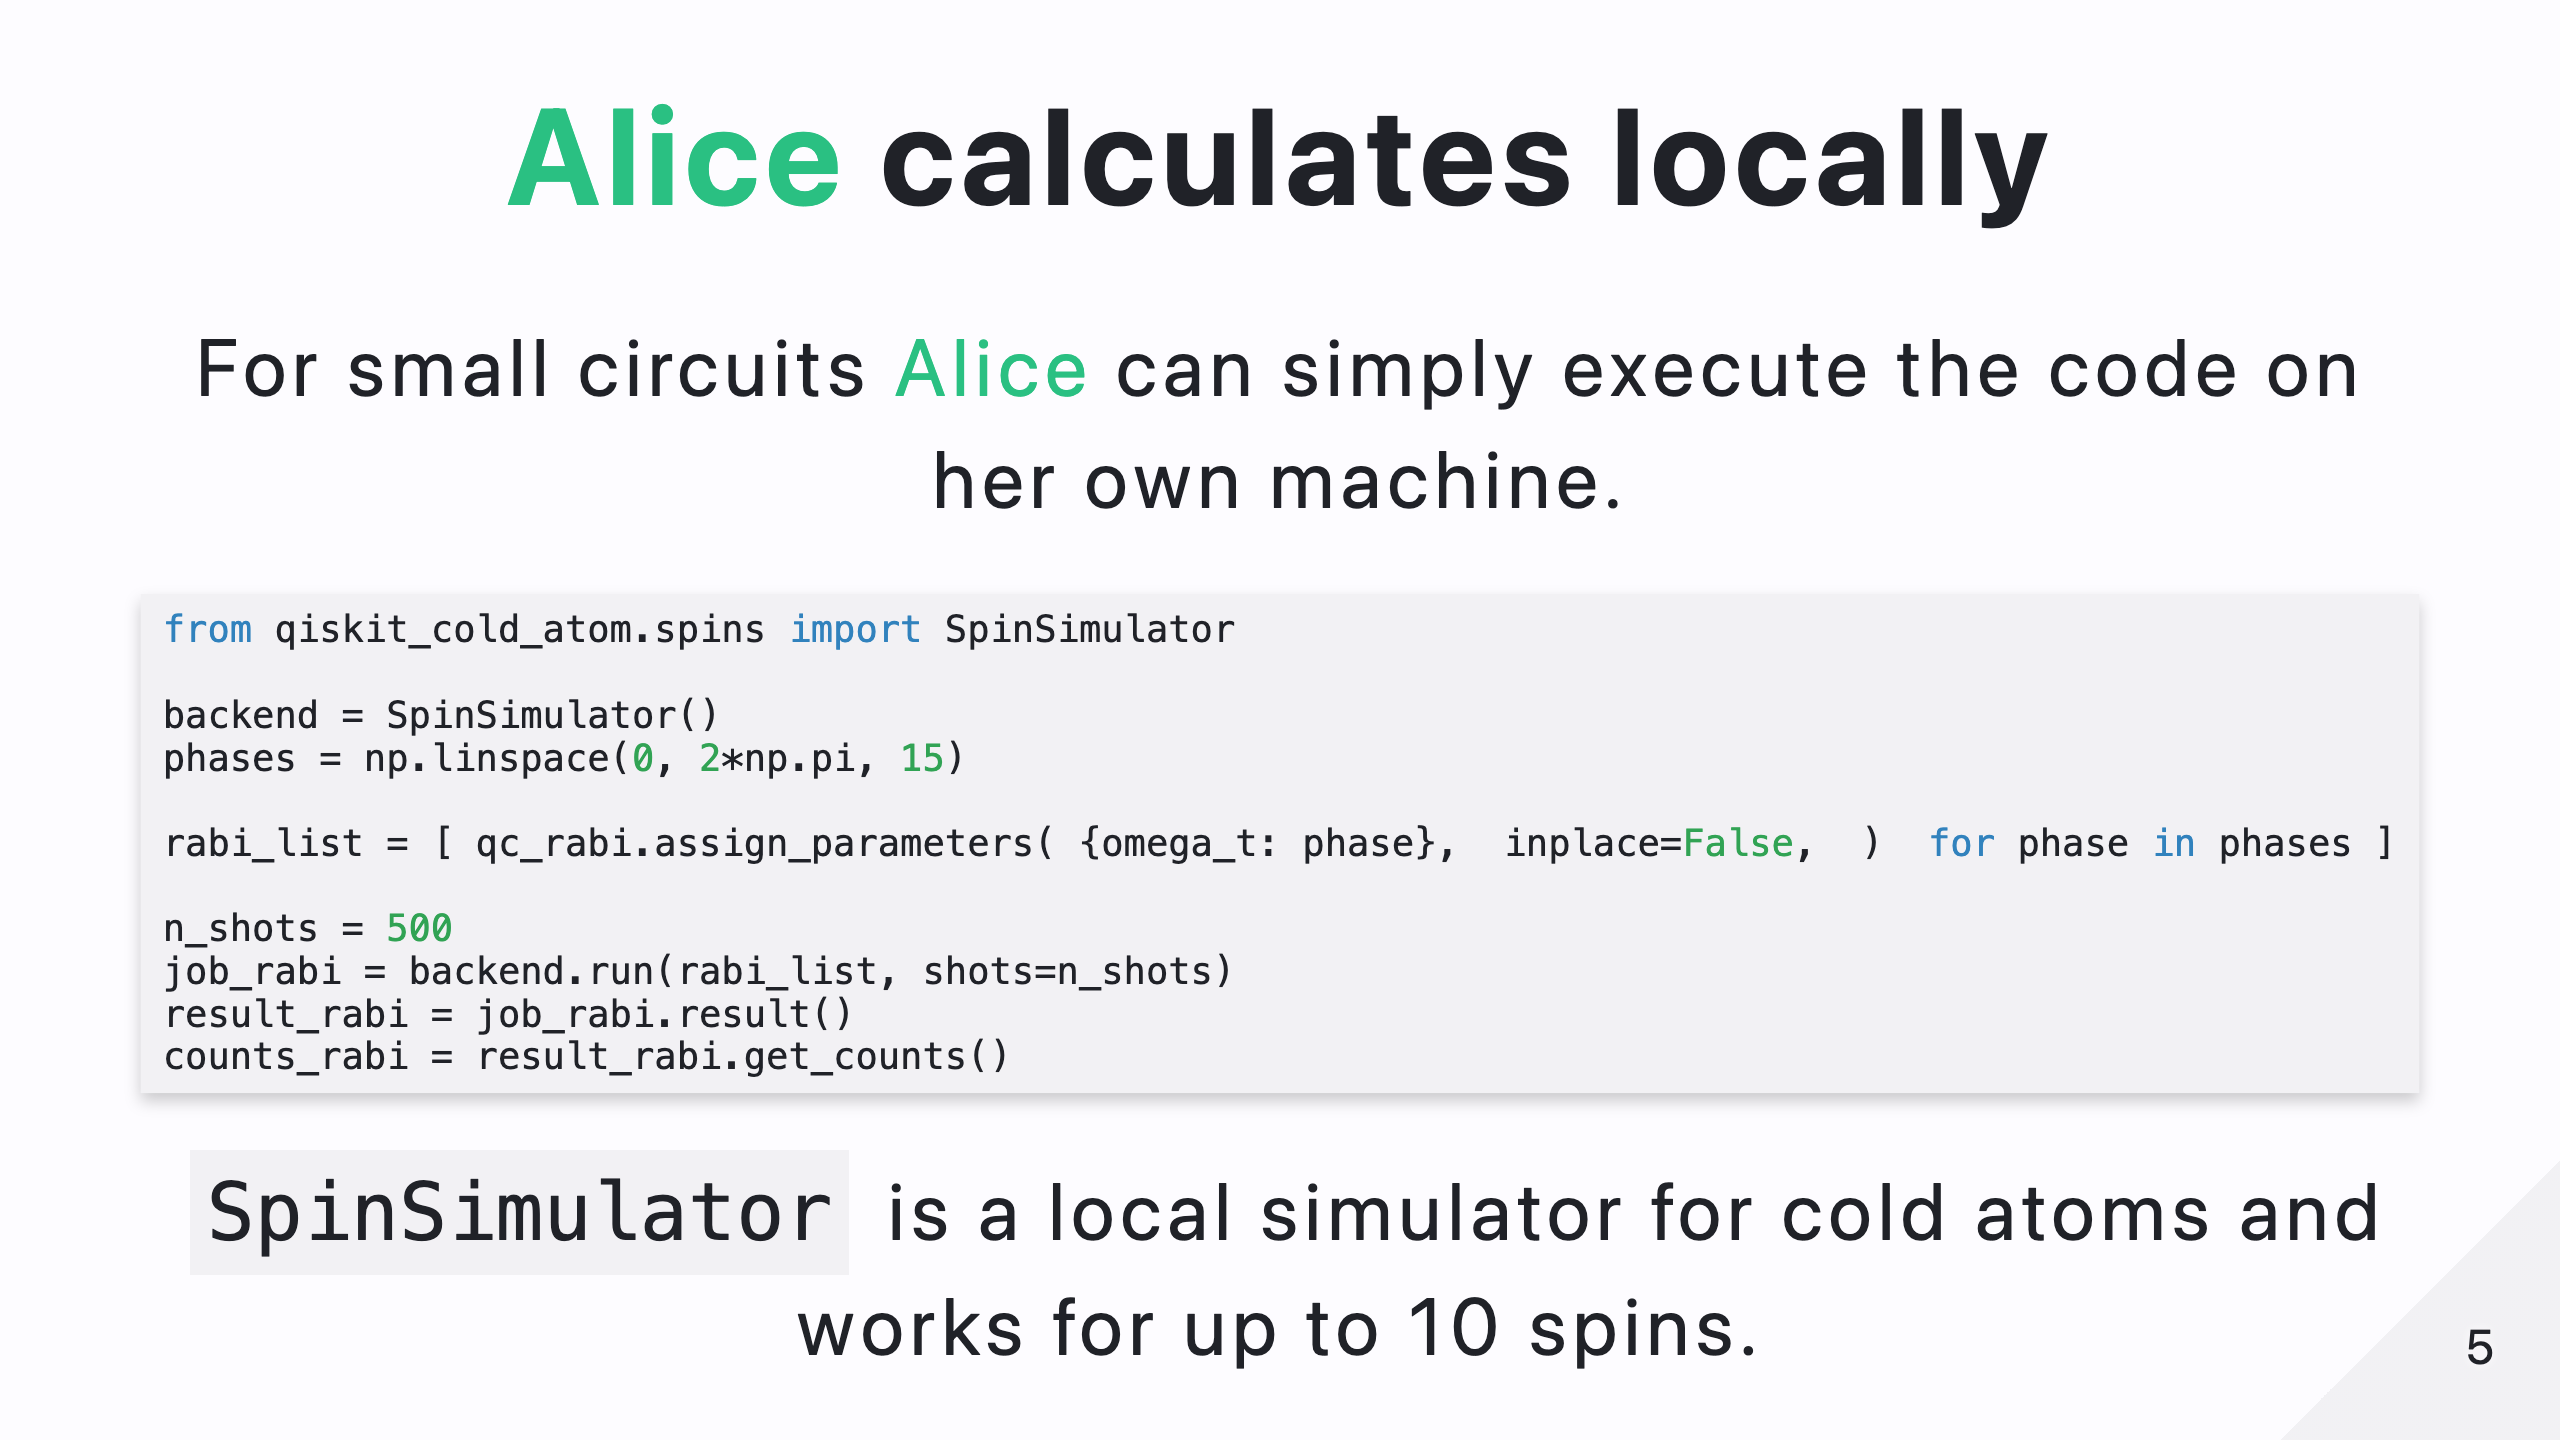 Alice calculates locally
For small circuits Alice can simply execute the code on
her own machine.
from qiskit_cold_atom.spins import SpinSimulator
backend = SpinSimulator()
phases = np.linspace(0, 2*np.pi, 15)
rabi_list = [ qc_rabi.assign_parameters( {omega_t: phase},  inplace=False,  )  for phase in phases ]
n_shots = 500
job_rabi = backend.run(rabi_list, shots=n_shots)
result_rabi = job_rabi.result()
counts_rabi = result_rabi.get_counts()
SpinSimulator is a local simulator for cold atoms and
works for up to 10 spins.
5